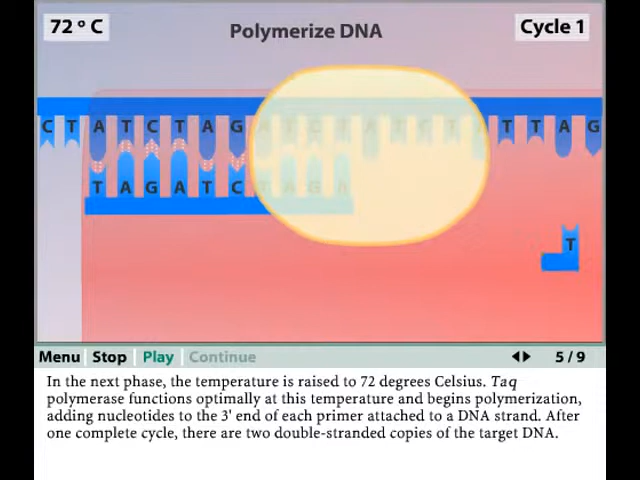 72 º C
Polymerize DNA
Cycle 1
C T A T C T A G A T C T A T C T A T T A G
T A G A T C T A G A
T
Menu Stop Play Continue 5 / 9
In the next phase, the temperature is raised to 72 degrees Celsius. Taq
polymerase functions optimally at this temperature and begins polymerization,
adding nucleotides to the 3' end of each primer attached to a DNA strand. After
one complete cycle, there are two double-stranded copies of the target DNA.